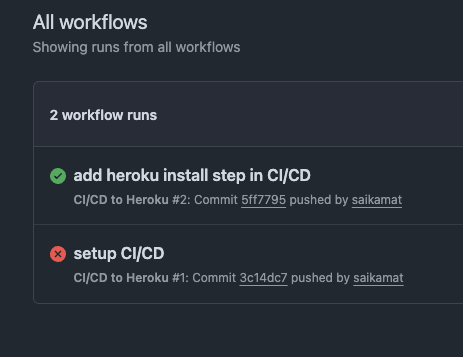 All workflows
Showing runs from all workflows
2 workflow runs
add heroku install step in CI/CD
CI/CD to Heroku #2: Commit 5ff7795 pushed by saikamat
setup CI/CD
CI/CD to Heroku #1: Commit 3c14dc7 pushed by saikamat